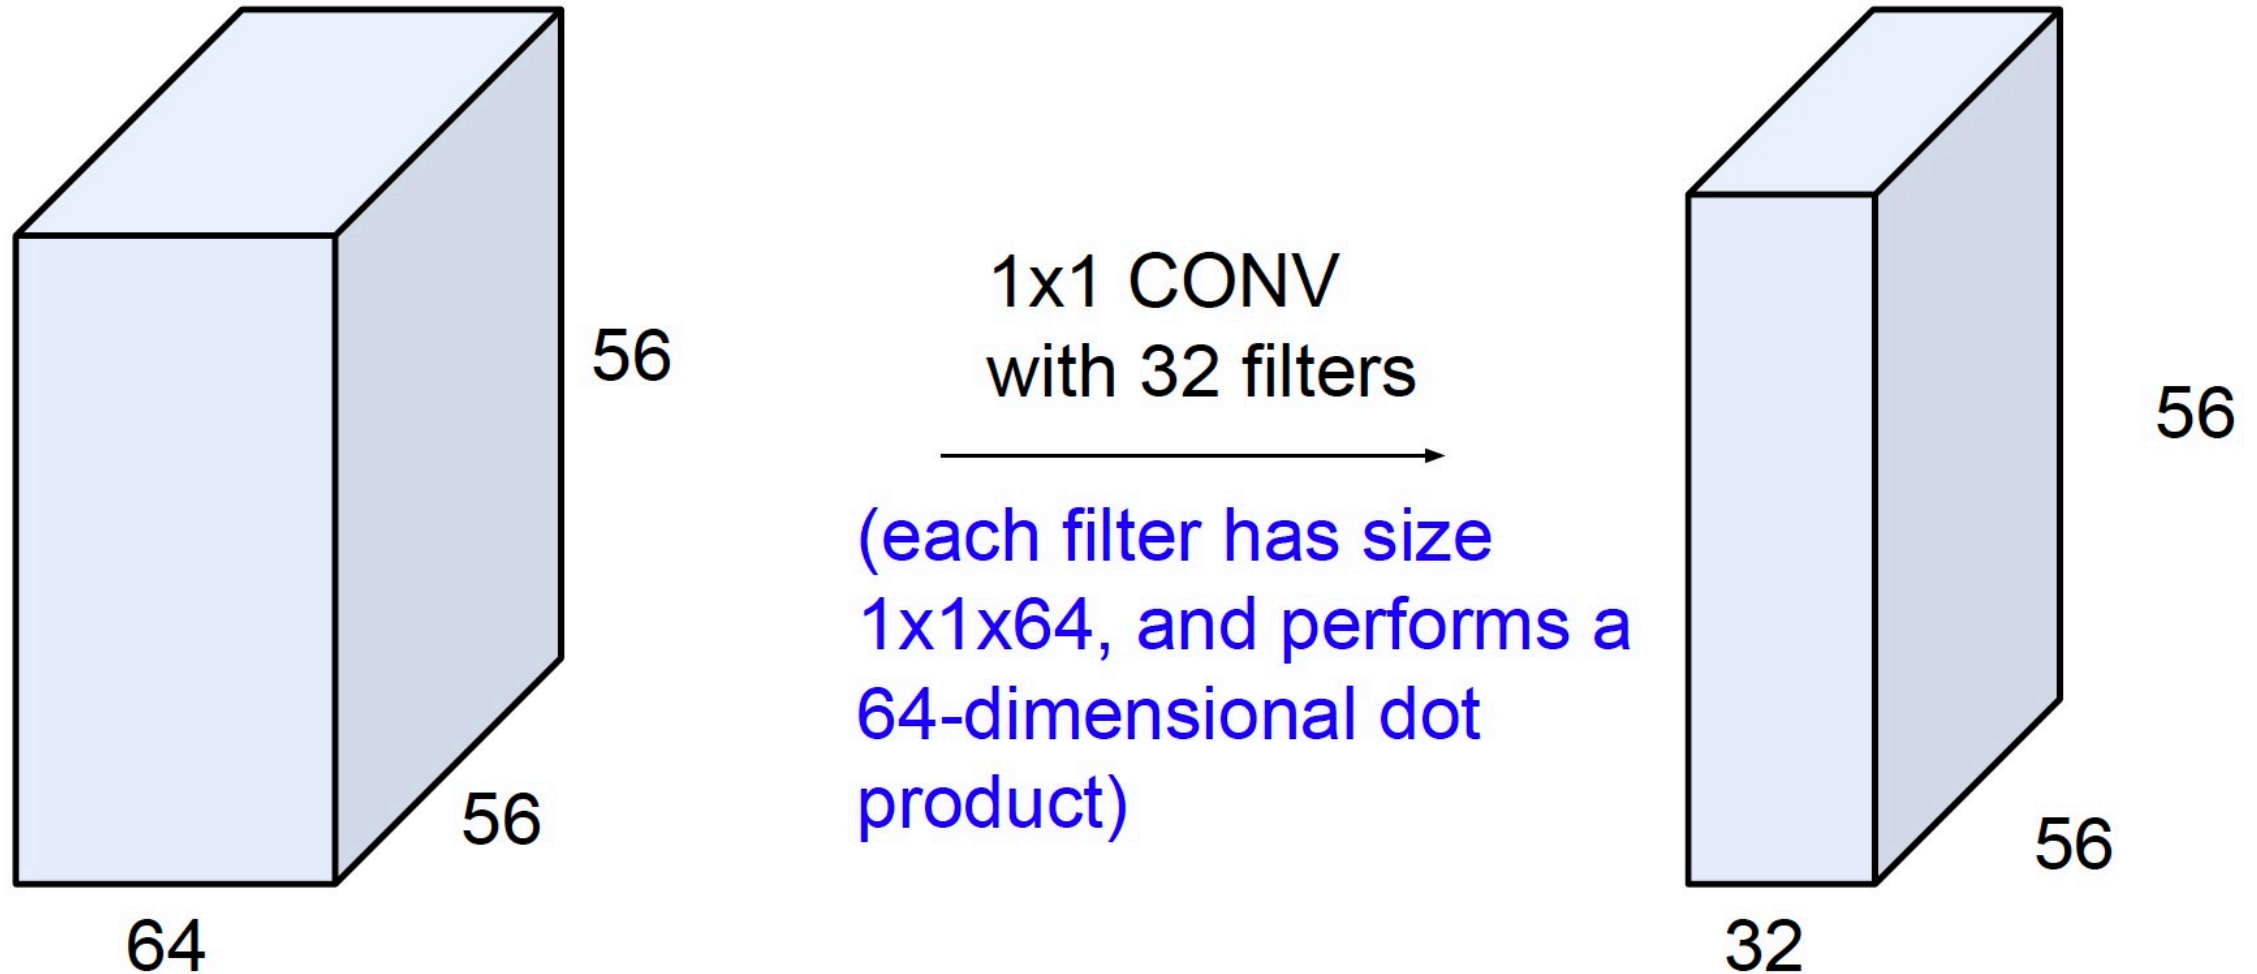 56
56
64
1x1 CONV
with 32 filters
(each filter has size
1x1x64, and performs a
64-dimensional dot
product)
56
56
32